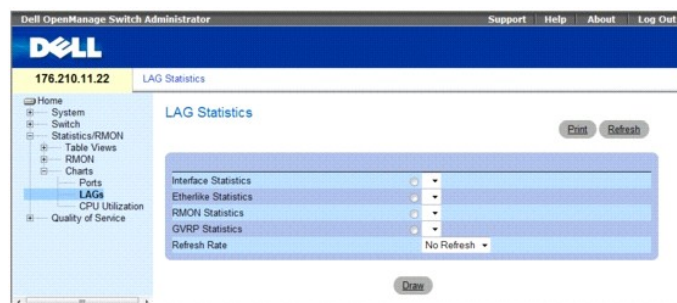 Dell OpenManage Switch Administrator
Support Help About Log Out
DELL
176.210.11.22
LAG Statistics
Home
System
Switch
Statistics/RMON
Table Views
RMON
Charts
Ports
LAGs
CPU Utilization
Quality of Service
LAG Statistics
Print Refresh
Interface Statistics
Etherlike Statistics
RMON Statistics
GVRP Statistics
Refresh Rate No Refresh
Draw